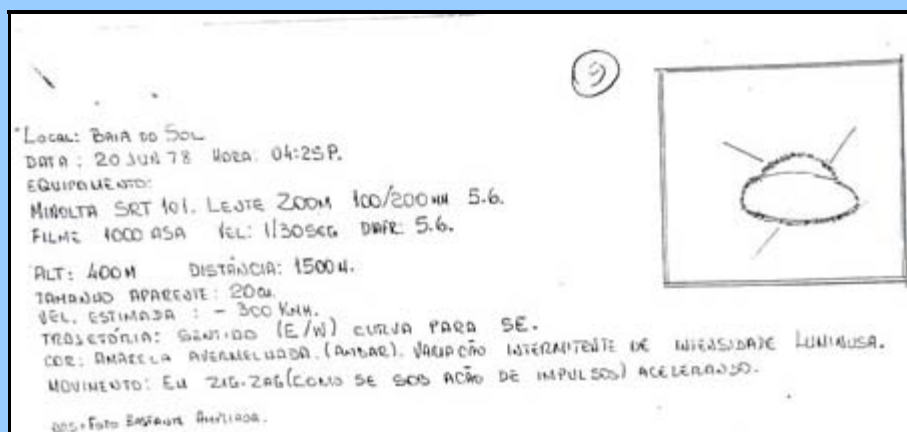 9
Local: Baia do Sol
Data: 20 Jun 78 Hora: 04:25P.
Equipamento:
Minolta SRT 101. Lente Zoom 100/200mm 5.6.
Filme 1000 ASA Vel: 1/30seg Diafr: 5.6.
Alt: 400m Distância: 1500m.
Tamanho aparente: 20cm.
Vel. estimada : - 300 Kmh.
Trajetória: Sentido (E/W) curva para SE.
Cor: Amarela avermelhada. (Ambar). Variação intermitente de intensidade luminosa.
Movimento: Em zig-zag (como se sob ação de impulsos) acelerando.
Obs: Foto bastante ampliada.